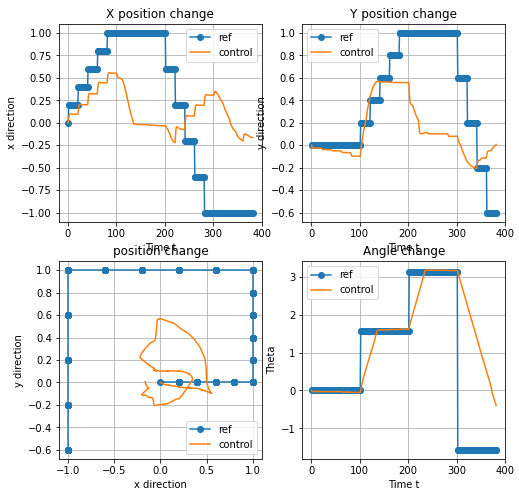 X position change
Y position change
x direction
1.00
0.75
0.50
0.25
0.00
−0.25
−0.50
−0.75
−1.00
ref
control
0 100 200 300 400
Time t
y direction
1.0
0.8
0.6
0.4
0.2
0.0
−0.2
−0.4
−0.6
ref
control
0 100 200 300 400
Time t
position change
Angle change
y direction
1.0
0.8
0.6
0.4
0.2
0.0
−0.2
−0.4
−0.6
ref
control
−1.0 −0.5 0.0 0.5 1.0
x direction
Theta
3
2
1
0
−1
ref
control
0 100 200 300 400
Time t